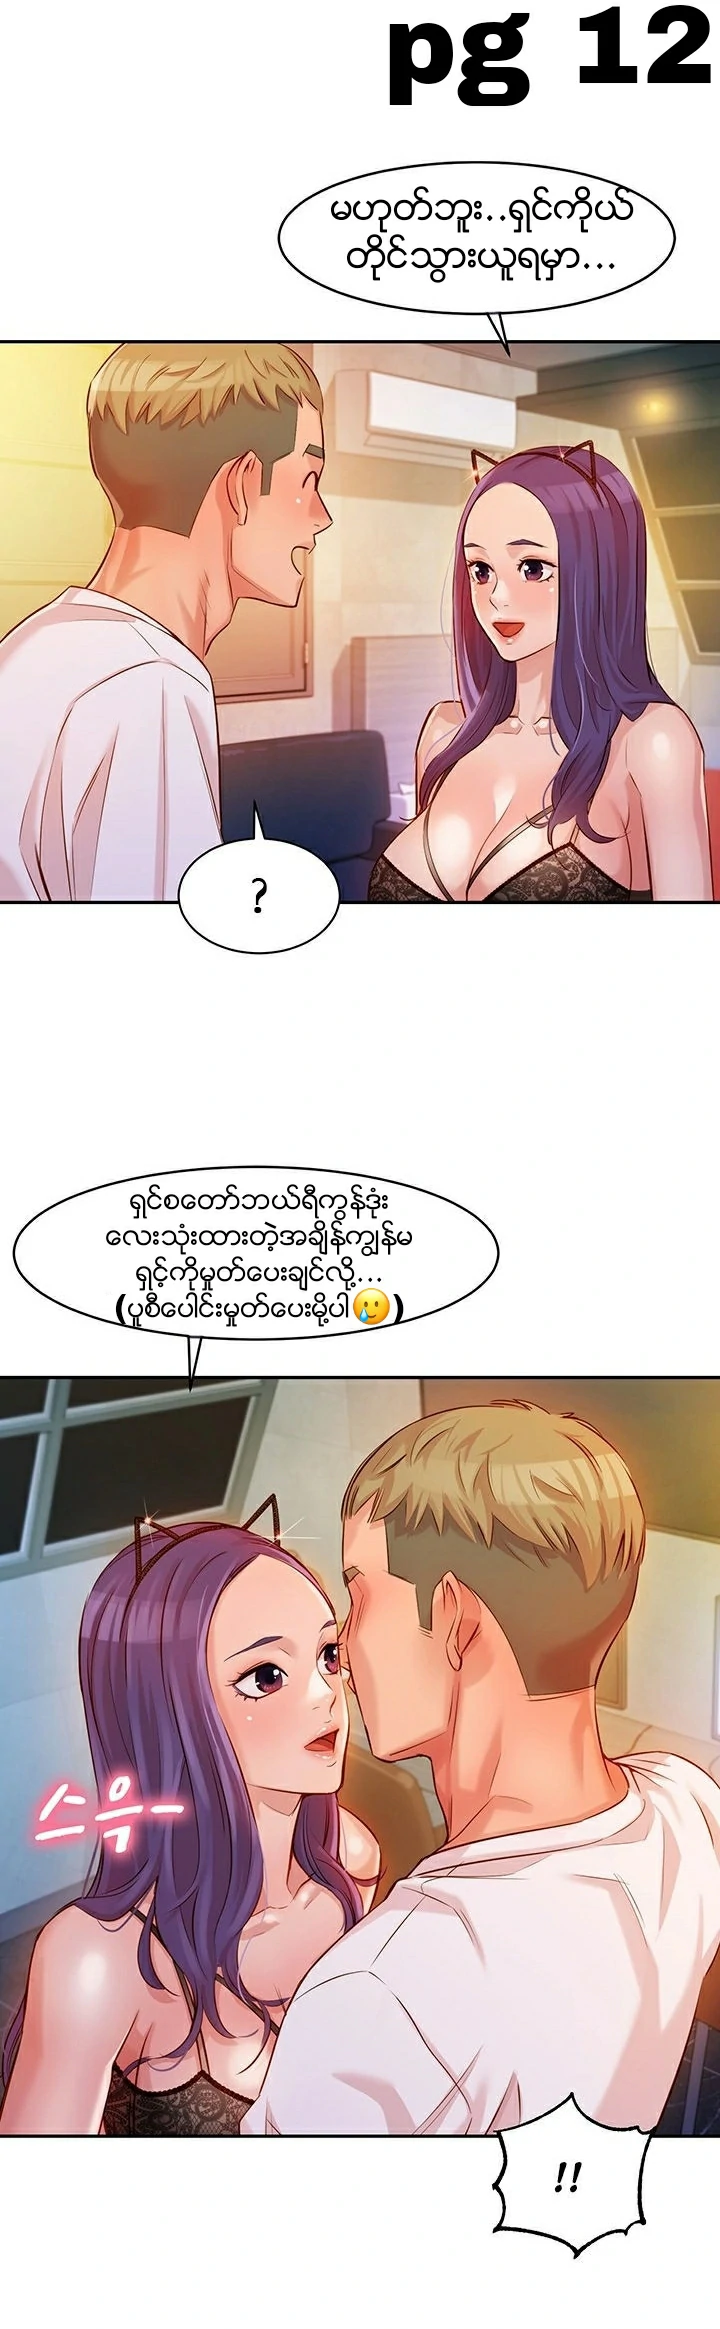 pg 12
မဟုတ်ဘူး..ရှင်ကိုယ်
တိုင်သွားယူရမှာ...
?
ရှင်စတော်ဘယ်ရီကွန်ဒုံး
လေးသုံးထားတဲ့အချိန်ကျွန်မ
ရှင့်ကိုမှုတ်ပေးချင်လို့...
(ပူစီပေါင်းမှုတ်ပေးမို့ပါ🥲)
스윽-
!!